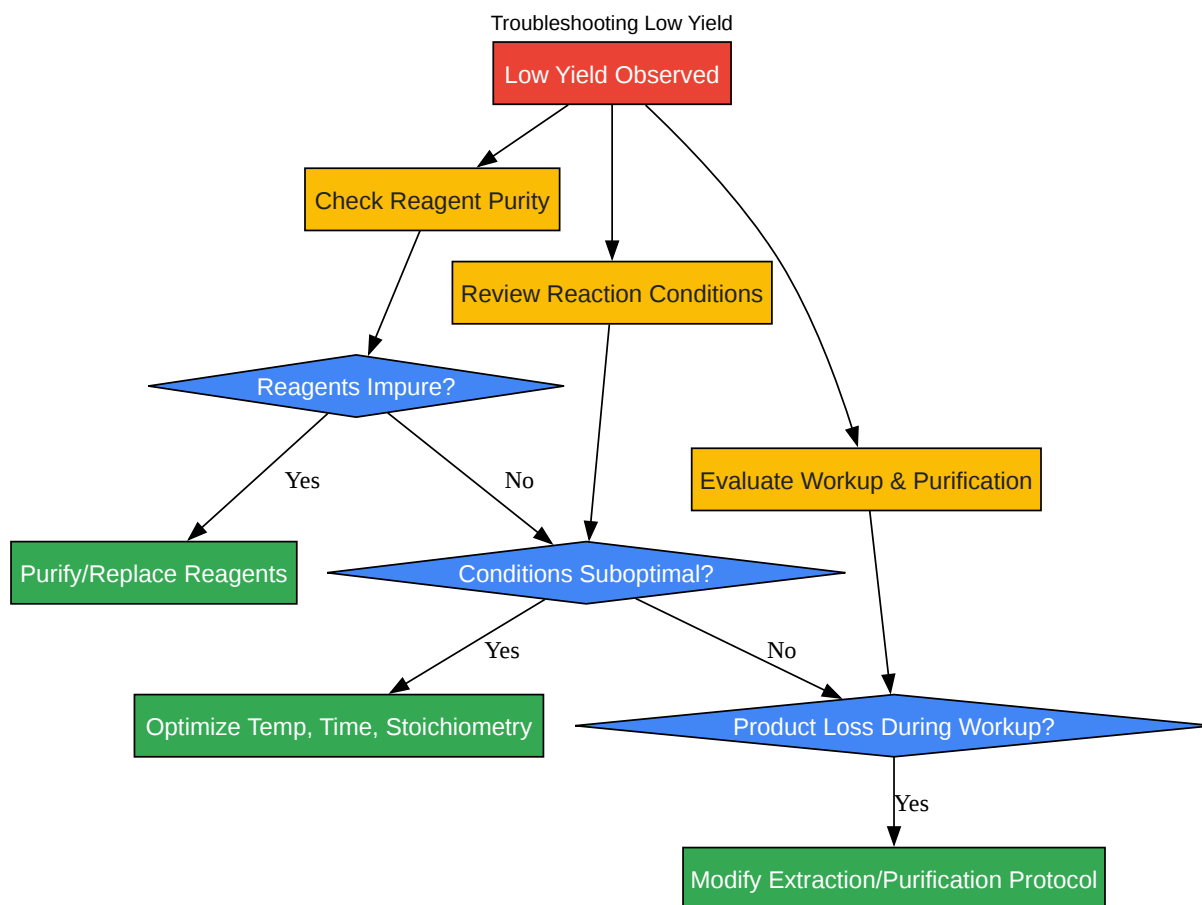 Troubleshooting Low Yield
Low Yield Observed
Check Reagent Purity
Review Reaction Conditions
Reagents Impure?
Evaluate Workup & Purification
Yes
No
Purify/Replace Reagents
Conditions Suboptimal?
Yes
No
Optimize Temp, Time, Stoichiometry
Product Loss During Workup?
Yes
Modify Extraction/Purification Protocol